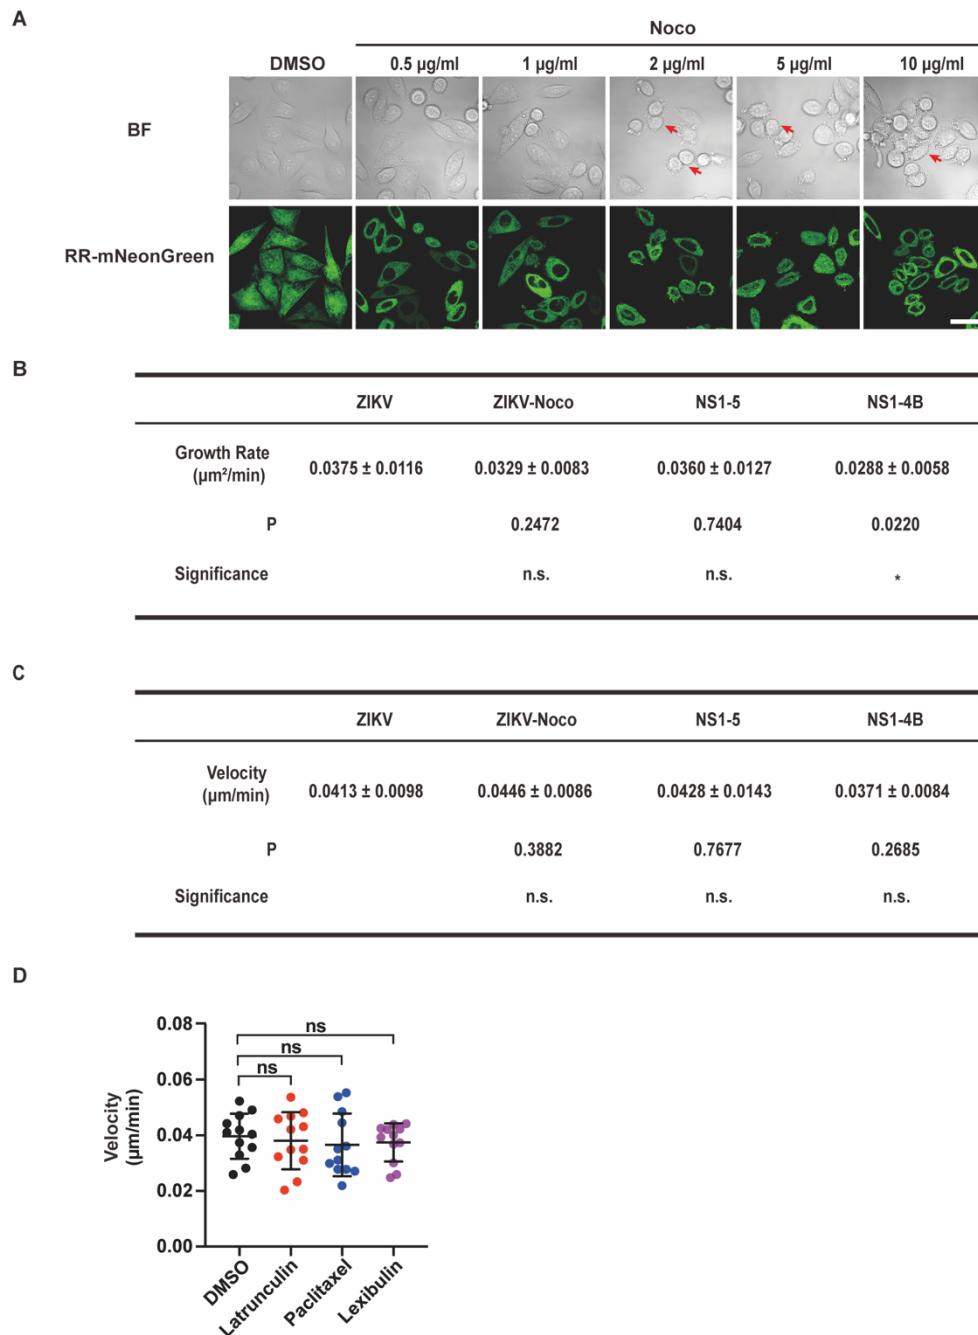 A
Noco
DMSO 0.5 µg/ml 1 µg/ml 2 µg/ml 5 µg/ml 10 µg/ml
BF
RR-mNeonGreen
B
ZIKV ZIKV-Noco NS1-5 NS1-4B
Growth Rate
(µm²/min) 0.0375 ± 0.0116 0.0329 ± 0.0083 0.0360 ± 0.0127 0.0288 ± 0.0058
P 0.2472 0.7404 0.0220
Significance n.s. n.s. *
C
ZIKV ZIKV-Noco NS1-5 NS1-4B
Velocity
(µm/min) 0.0413 ± 0.0098 0.0446 ± 0.0086 0.0428 ± 0.0143 0.0371 ± 0.0084
P 0.3882 0.7677 0.2685
Significance n.s. n.s. n.s.
D
Velocity
(µm/min)
0.08
0.06
0.04
0.02
0.00
ns
ns
ns
DMSO
Latrunculin
Paclitaxel
Lexibulin